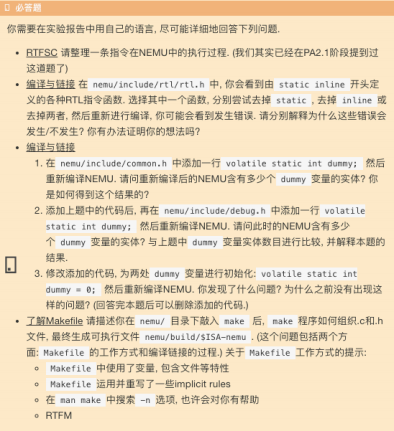 必答题
你需要在实验报告中用自己的语言, 尽可能详细地回答下列问题.
• RTFSC 请整理一条指令在NEMU中的执行过程. (我们其实已经在PA2.1阶段提到过
这道题了)
• 编译与链接 在 nemu/include/rtl/rtl.h 中, 你会看到由 static inline 开头定
义的各种RTL指令函数. 选择其中一个函数, 分别尝试去掉 static , 去掉 inline 或
去掉两者, 然后重新进行编译, 你可能会看到发生错误. 请分别解释为什么这些错误会
发生/不发生? 你有办法证明你的想法吗?
• 编译与链接
1. 在 nemu/include/common.h 中添加一行 volatile static int dummy; 然后
重新编译NEMU. 请问重新编译后的NEMU含有多少个 dummy 变量的实体? 你
是如何得到这个结果的?
2. 添加上题中的代码后, 再在 nemu/include/debug.h 中添加一行 volatile
static int dummy; 然后重新编译NEMU. 请问此时的NEMU含有多少
个 dummy 变量的实体? 与上题中 dummy 变量实体数目进行比较, 并解释本题的
结果.
3. 修改添加的代码, 为两处 dummy 变量进行初始化: volatile static int
dummy = 0; 然后重新编译NEMU. 你发现了什么问题? 为什么之前没有出现这
样的问题? (回答完本题后可以删除添加的代码.)
• 了解Makefile 请描述你在 nemu/ 目录下敲入 make 后, make 程序如何组织.c和.h
文件, 最终生成可执行文件 nemu/build/$ISA-nemu . (这个问题包括两个方
面: Makefile 的工作方式和编译链接的过程.) 关于 Makefile 工作方式的提示:
○ Makefile 中使用了变量, 包含文件等特性
○ Makefile 运用并重写了一些implicit rules
○ 在 man make 中搜索 -n 选项, 也许会对你有帮助
○ RTFM